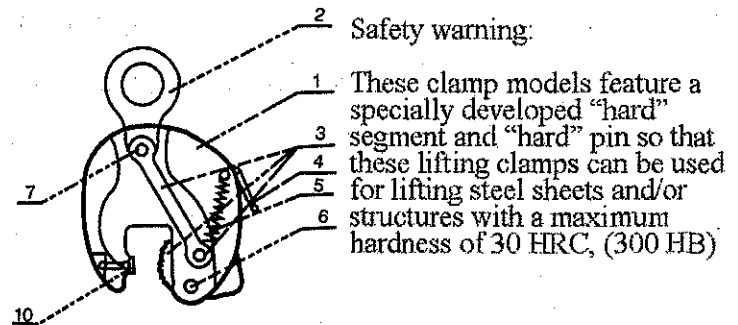 2
Safety warning:
1
These clamp models feature a
specially developed “hard”
3
segment and “hard” pin so that
4
these lifting clamps can be used
7
5
for lifting steel sheets and/or
6
structures with a maximum
hardness of 30 HRC, (300 HB)
10